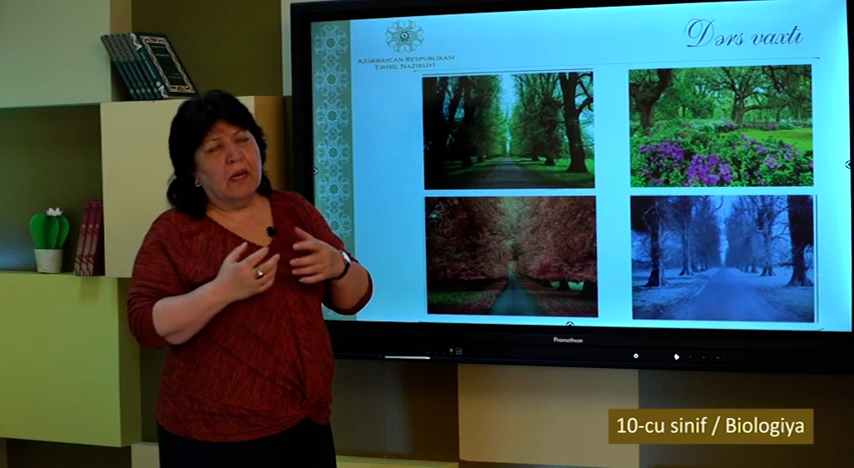 Dərs vaxtı
AZƏRBAYCAN RESPUBLİKASI
TƏHSİL NAZİRLİYİ
Promethean
10-cu sinif / Biologiya